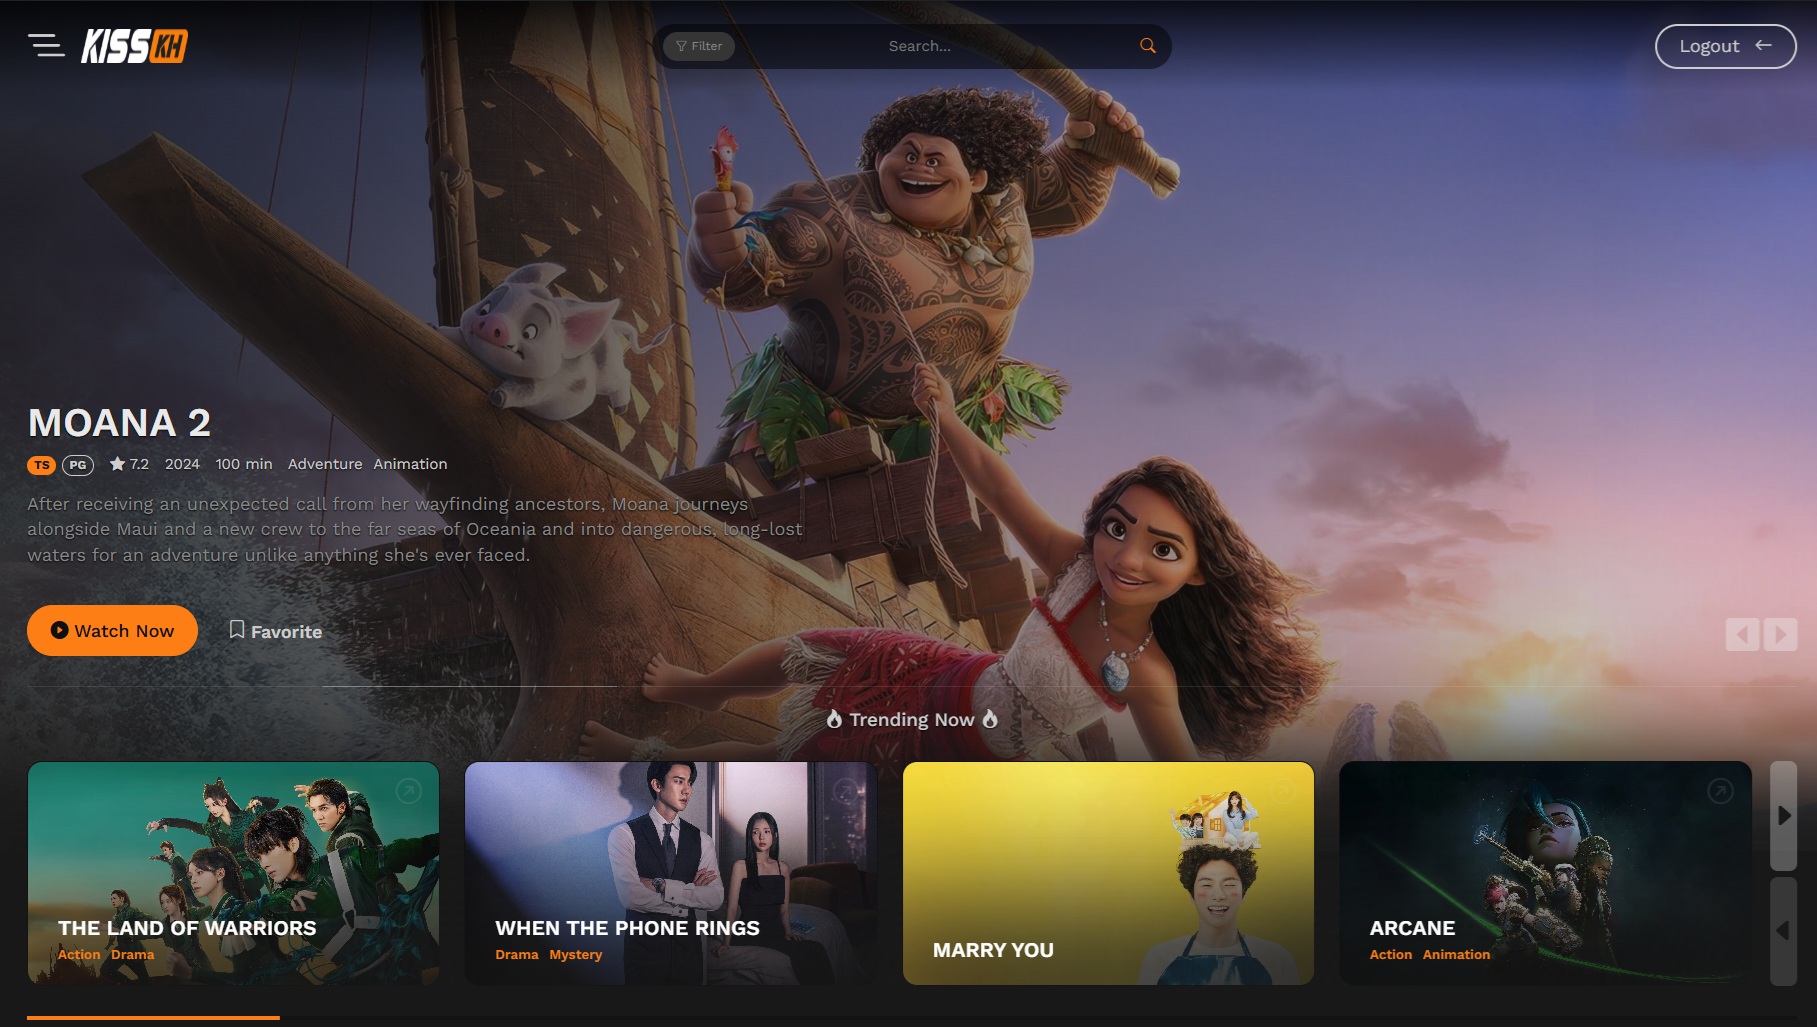 KISSKH
Filter
Search...
Logout
MOANA 2
TS PG 7.2 2024 100 min Adventure Animation
After receiving an unexpected call from her wayfinding ancestors, Moana journeys
alongside Maui and a new crew to the far seas of Oceania and into dangerous, long-lost
waters for an adventure unlike anything she's ever faced.
Watch Now
Favorite
Trending Now
THE LAND OF WARRIORS
Action Drama
WHEN THE PHONE RINGS
Drama Mystery
MARRY YOU
ARCANE
Action Animation